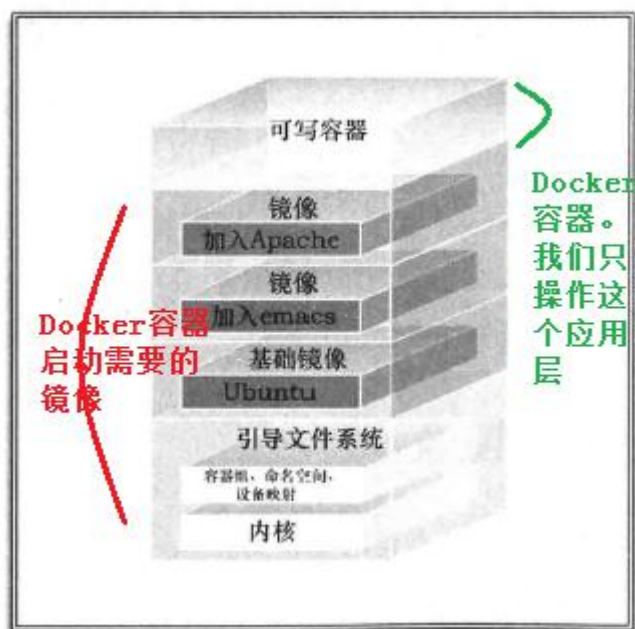 可写容器
镜像
加入Apache
镜像
加入emacs
基础镜像
Ubuntu
引导文件系统
容器组、命名空间、
设备映射
内核
Docker容器
启动需要的
镜像
Docker
容器。
我们只
操作这
个应用
层